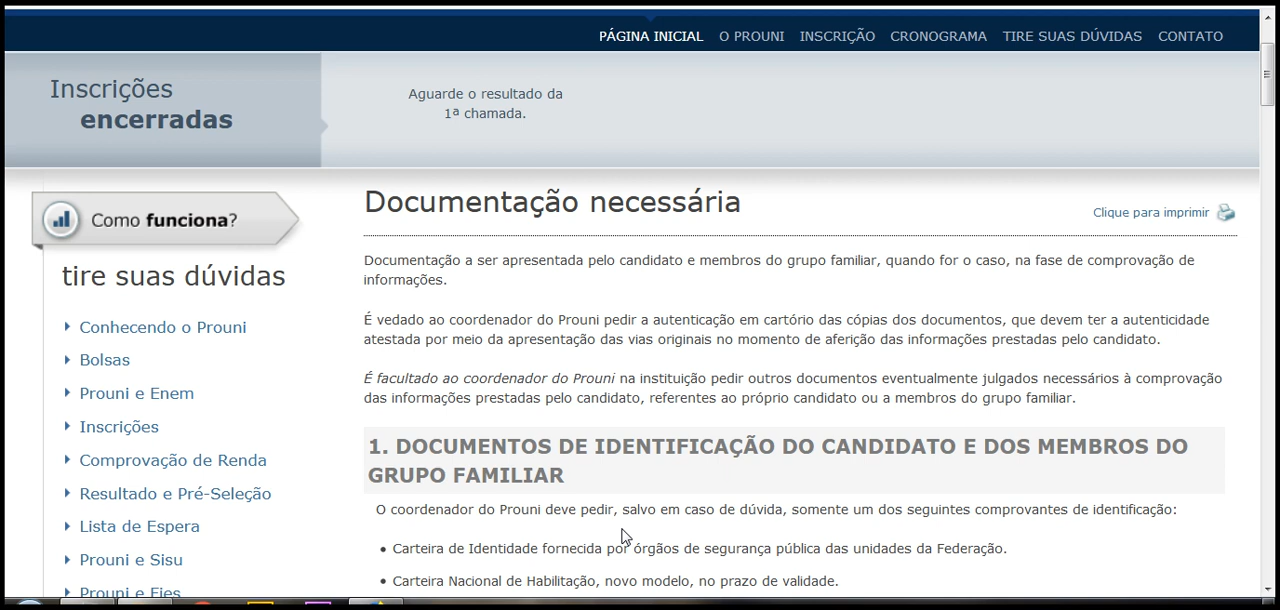 PÁGINA INICIAL O PROUNI INSCRIÇÃO CRONOGRAMA TIRE SUAS DÚVIDAS CONTATO
Inscrições
encerradas
Aguarde o resultado da
1ª chamada.
Como funciona?
tire suas dúvidas
Conhecendo o Prouni
Bolsas
Prouni e Enem
Inscrições
Comprovação de Renda
Resultado e Pré-Seleção
Lista de Espera
Prouni e Sisu
Prouni e Fies
Documentação necessária
Clique para imprimir
Documentação a ser apresentada pelo candidato e membros do grupo familiar, quando for o caso, na fase de comprovação de
informações.
É vedado ao coordenador do Prouni pedir a autenticação em cartório das cópias dos documentos, que devem ter a autenticidade
atestada por meio da apresentação das vias originais no momento de aferição das informações prestadas pelo candidato.
É facultado ao coordenador do Prouni na instituição pedir outros documentos eventualmente julgados necessários à comprovação
das informações prestadas pelo candidato, referentes ao próprio candidato ou a membros do grupo familiar.
1. DOCUMENTOS DE IDENTIFICAÇÃO DO CANDIDATO E DOS MEMBROS DO
GRUPO FAMILIAR
O coordenador do Prouni deve pedir, salvo em caso de dúvida, somente um dos seguintes comprovantes de identificação:
• Carteira de Identidade fornecida por órgãos de segurança pública das unidades da Federação.
• Carteira Nacional de Habilitação, novo modelo, no prazo de validade.